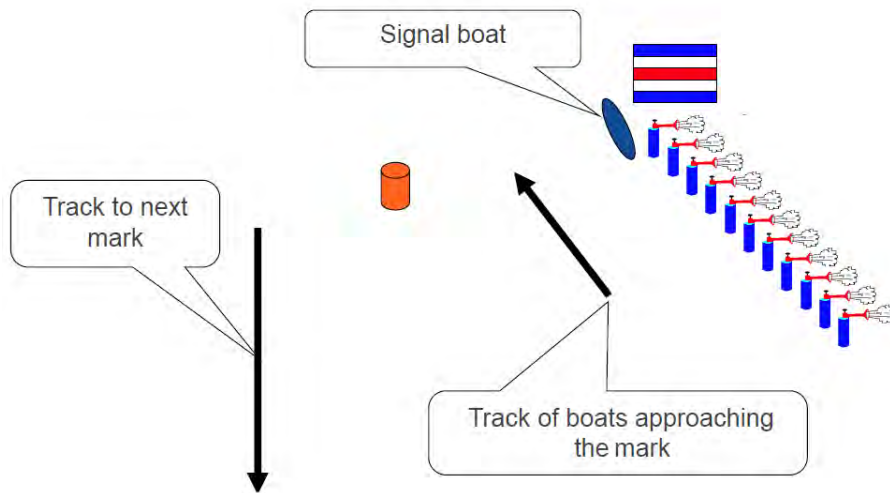 Signal boat
Track to next
mark
Track of boats approaching
the mark